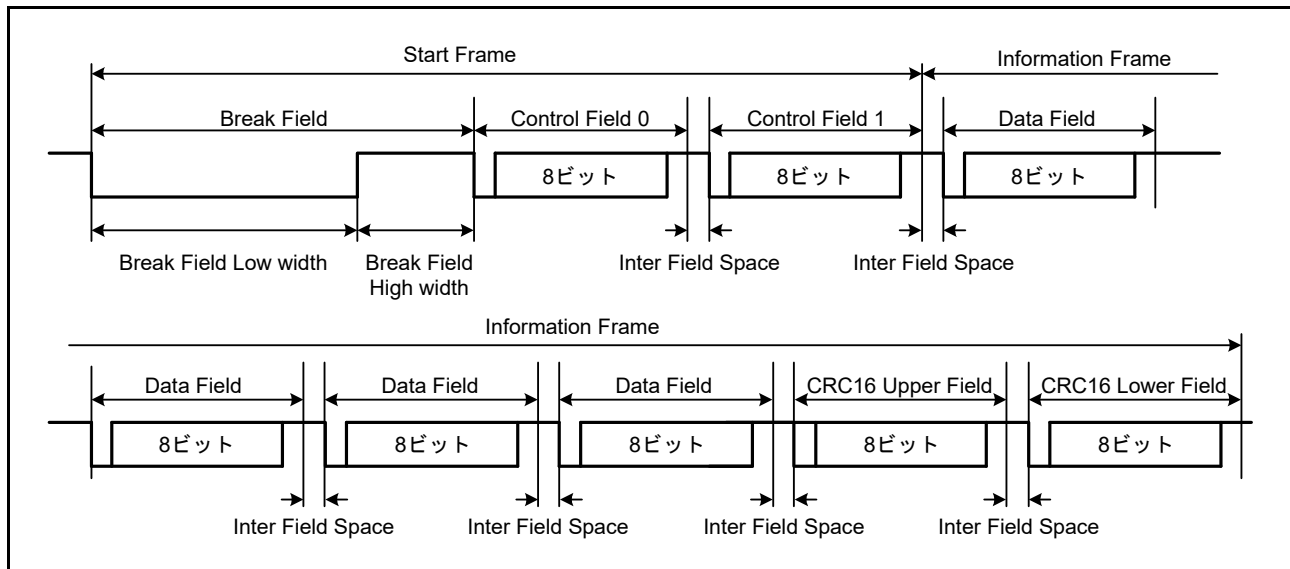 Start Frame
Information Frame
Break Field
Control Field 0
Control Field 1
Data Field
8ビット
8ビット
8ビット
Break Field Low width
Break Field
High width
Inter Field Space
Inter Field Space
Information Frame
Data Field
Data Field
Data Field
CRC16 Upper Field
CRC16 Lower Field
8ビット
8ビット
8ビット
8ビット
8ビット
Inter Field Space
Inter Field Space
Inter Field Space
Inter Field Space